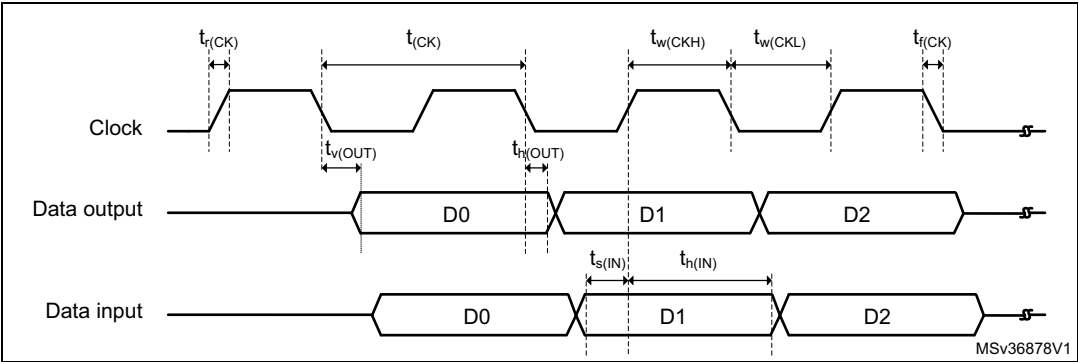 tr(CK) t(CK) tw(CKH) tw(CKL) tf(CK)
Clock
tv(OUT) th(OUT)
Data output D0 D1 D2
ts(IN) th(IN)
Data input D0 D1 D2
MSv36878V1